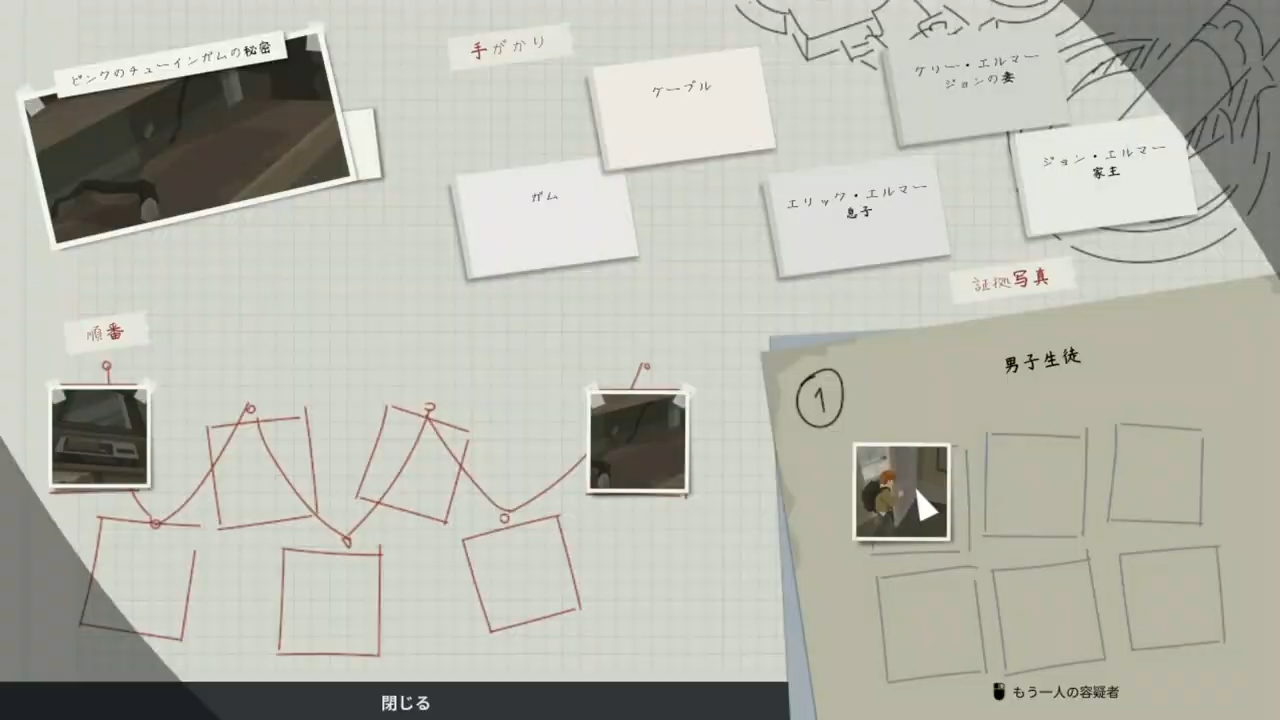 ピンクのチューインガムの秘密
手がかり
ケーブル
ガム
ケリー・エルマー
ジョンの妻
ジョン・エルマー
家主
エリック・エルマー
息子
証拠写真
順番
男子生徒
1
もう一人の容疑者
閉じる